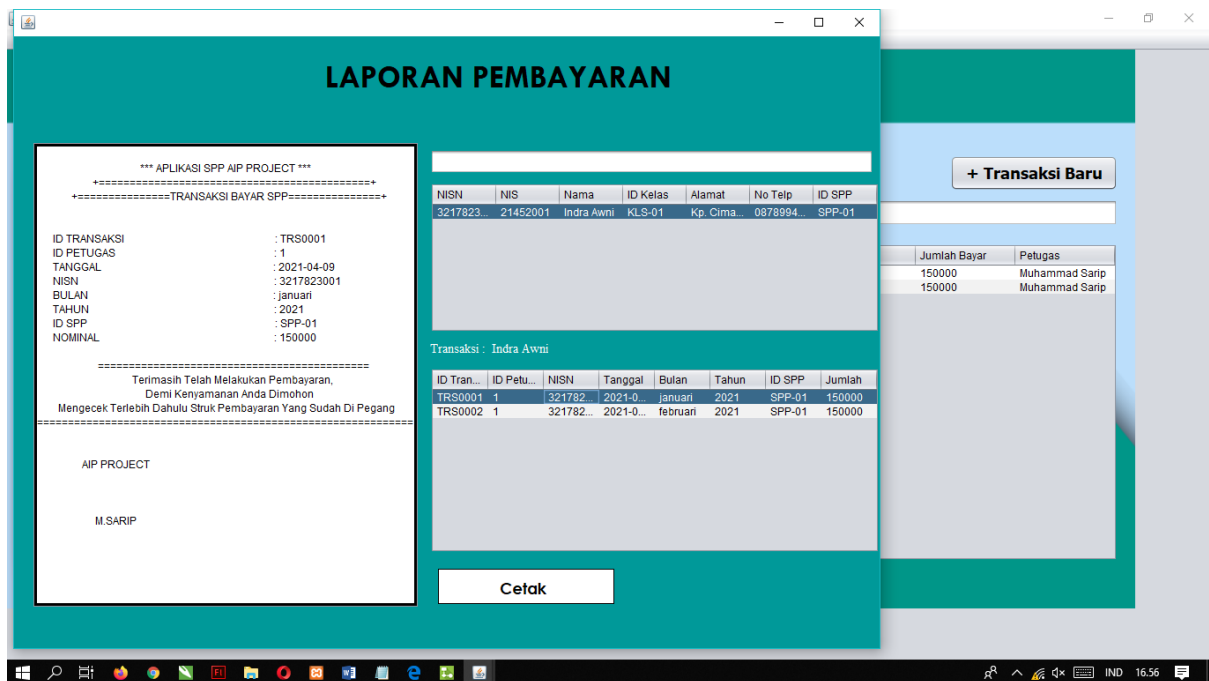 LAPORAN PEMBAYARAN
*** APLIKASI SPP AIP PROJECT ***
+============================================+
+===============TRANSAKSI BAYAR SPP===============+
ID TRANSAKSI : TRS0001
ID PETUGAS : 1
TANGGAL : 2021-04-09
NISN : 3217823001
BULAN : januari
TAHUN : 2021
ID SPP : SPP-01
NOMINAL : 150000
============================================
Terimasih Telah Melakukan Pembayaran,
Demi Kenyamanan Anda Dimohon
Mengecek Terlebih Dahulu Struk Pembayaran Yang Sudah Di Pegang
=============================================================
AIP PROJECT
M.SARIP
NISN NIS Nama ID Kelas Alamat No Telp ID SPP
3217823... 21452001 Indra Awni KLS-01 Kp. Cima... 0878994... SPP-01
Transaksi : Indra Awni
ID Tran... ID Petu... NISN Tanggal Bulan Tahun ID SPP Jumlah
TRS0001 1 321782... 2021-0... januari 2021 SPP-01 150000
TRS0002 1 321782... 2021-0... februari 2021 SPP-01 150000
Cetak
+ Transaksi Baru
Jumlah Bayar Petugas
150000 Muhammad Sarip
150000 Muhammad Sarip
IND 16.56